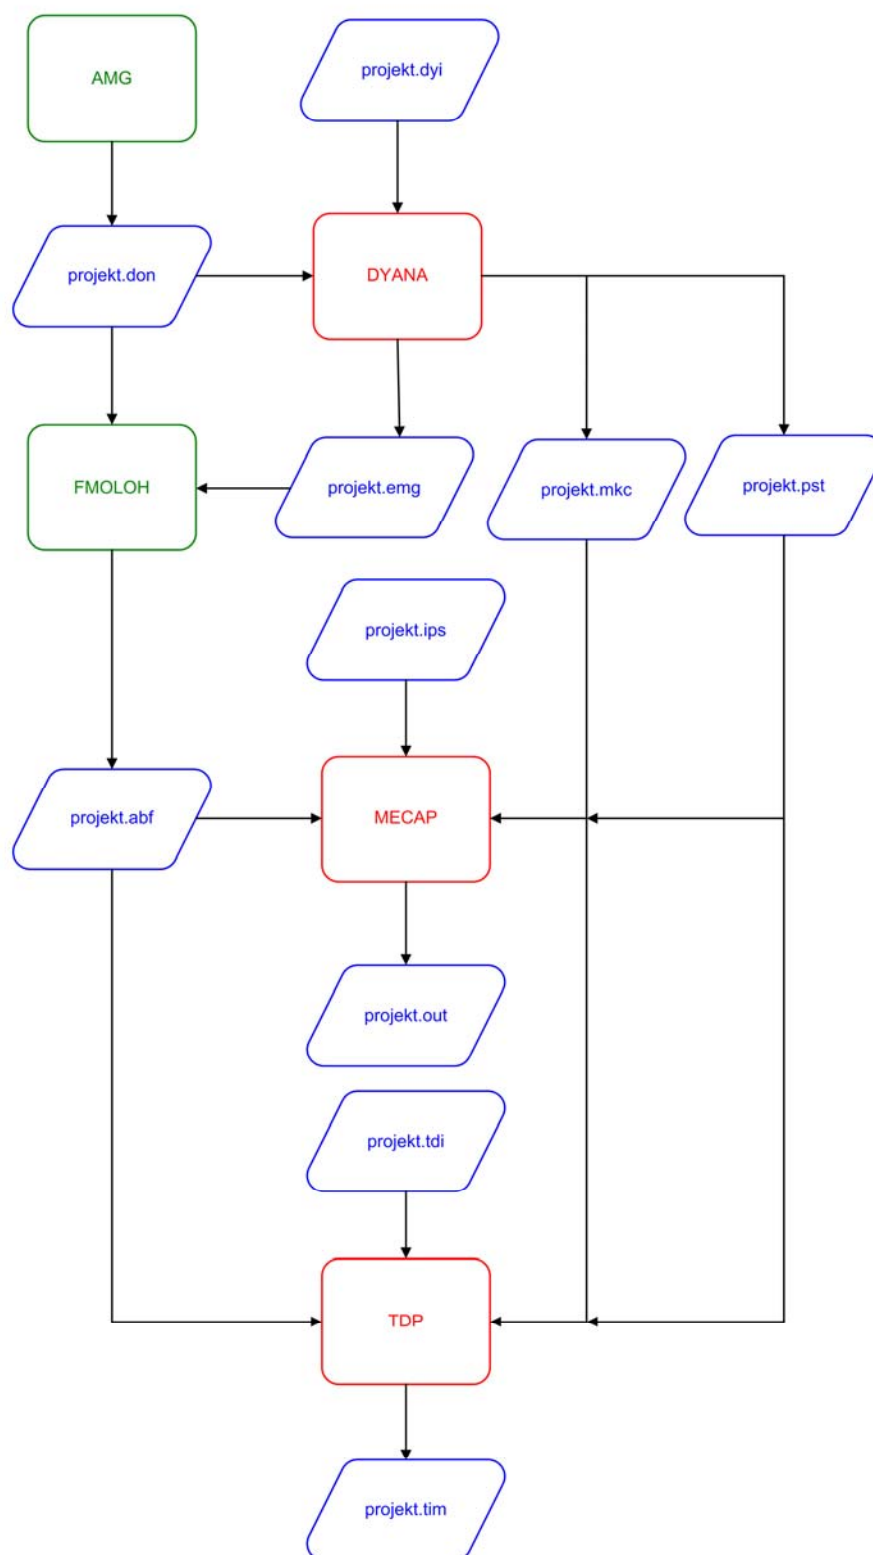 AMG
projekt.dyi
projekt.don
DYANA
FMOLOH
projekt.emg
projekt.mkc
projekt.pst
projekt.ips
projekt.abf
MECAP
projekt.out
projekt.tdi
TDP
projekt.tim